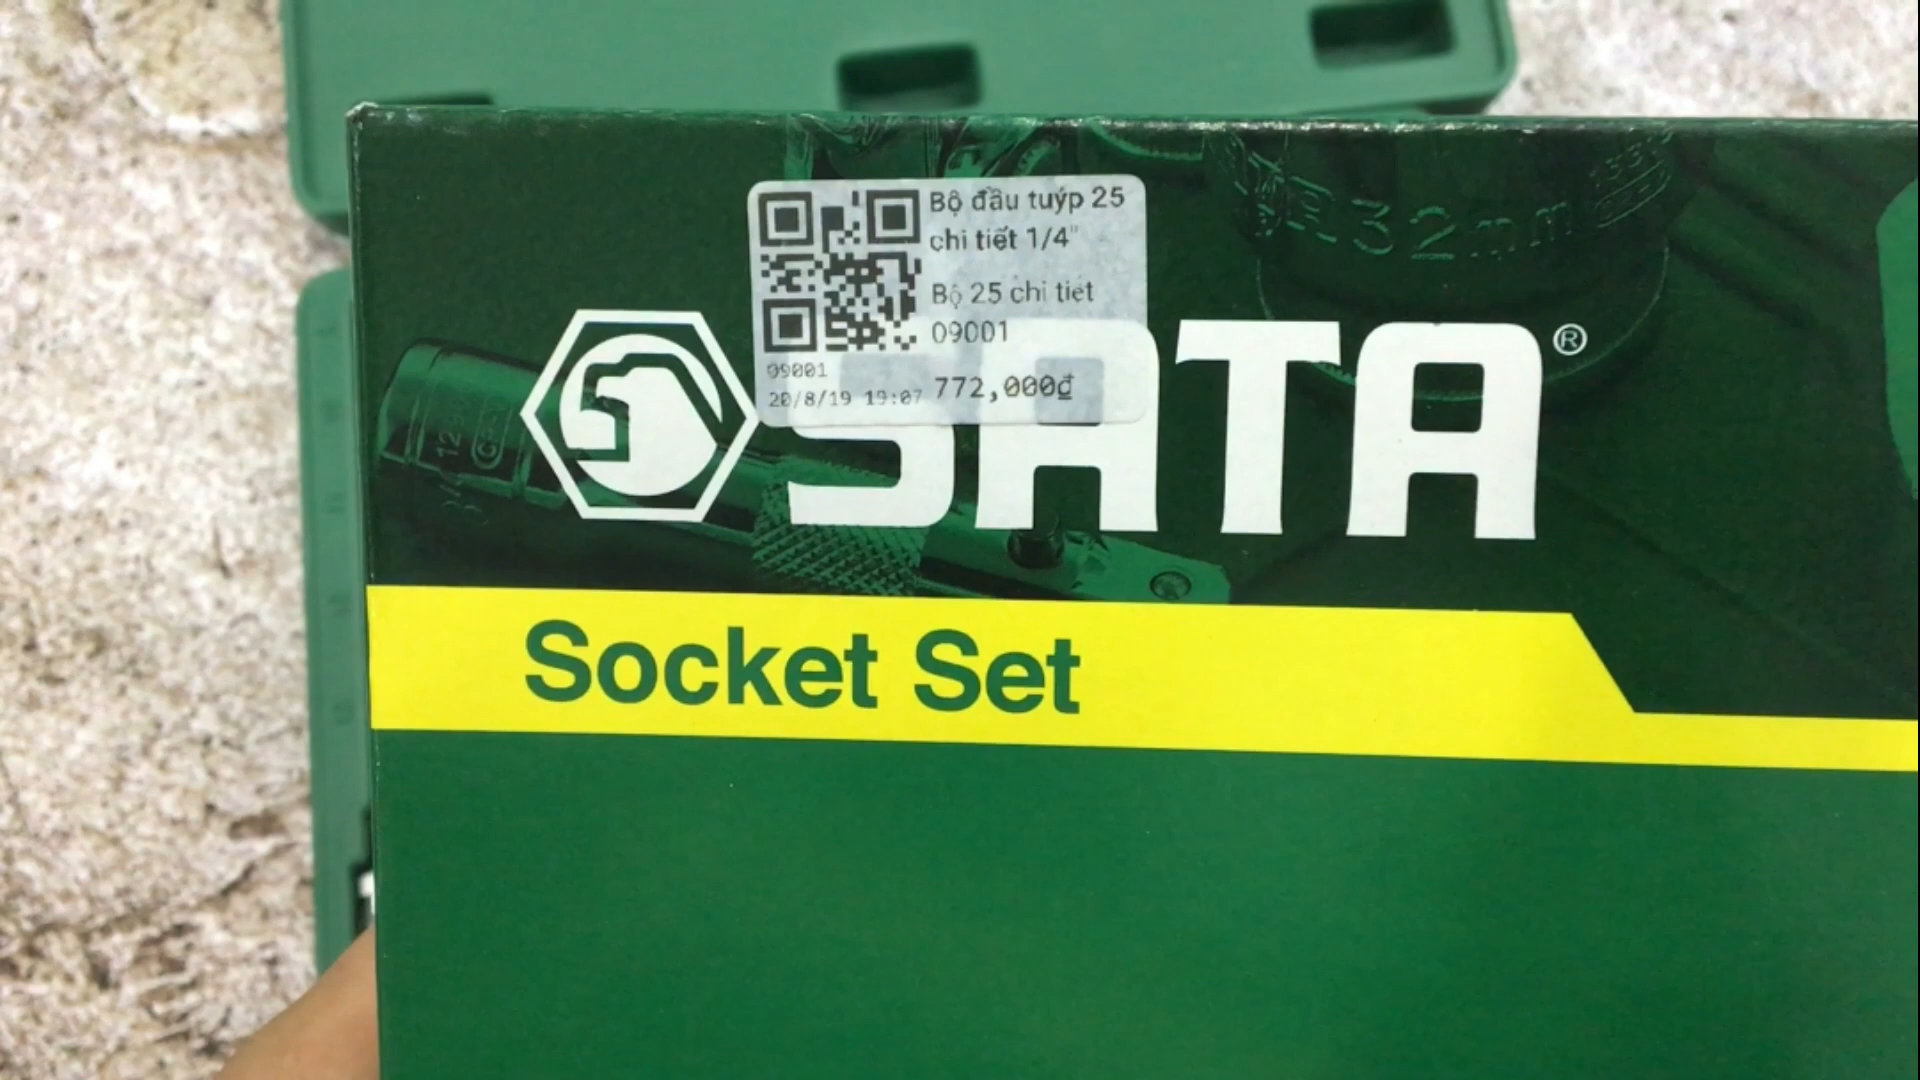 Bộ đầu tuýp 25
chi tiết 1/4"
Bộ 25 chi tiết
09001
09001
20/8/19 19:07 772,000₫
SATA®
32mm
Socket Set